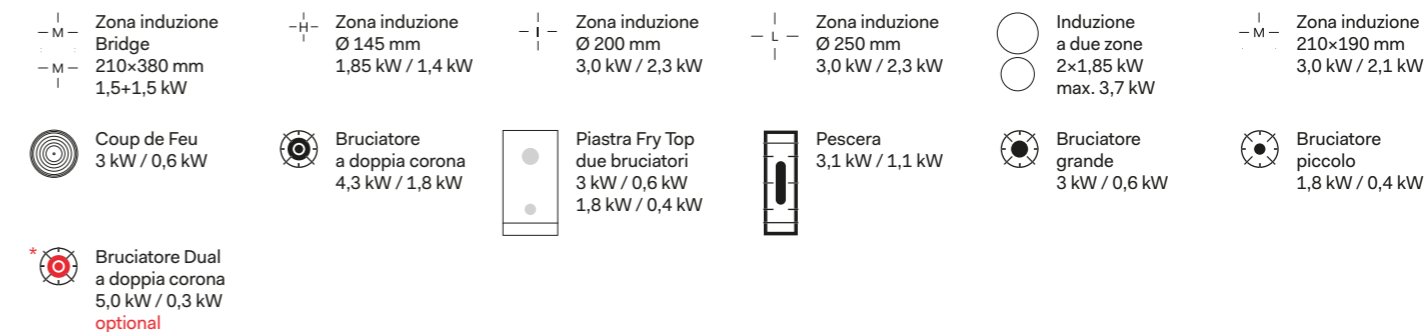 M
M
Zona induzione
Bridge
210×380 mm
1,5+1,5 kW
H
Zona induzione
Ø 145 mm
1,85 kW / 1,4 kW
I
Zona induzione
Ø 200 mm
3,0 kW / 2,3 kW
L
Zona induzione
Ø 250 mm
3,0 kW / 2,3 kW
Induzione
a due zone
2×1,85 kW
max. 3,7 kW
M
Zona induzione
210×190 mm
3,0 kW / 2,1 kW
Coup de Feu
3 kW / 0,6 kW
Bruciatore
a doppia corona
4,3 kW / 1,8 kW
Piastra Fry Top
due bruciatori
3 kW / 0,6 kW
1,8 kW / 0,4 kW
Pescera
3,1 kW / 1,1 kW
Bruciatore
grande
3 kW / 0,6 kW
Bruciatore
piccolo
1,8 kW / 0,4 kW
*
Bruciatore Dual
a doppia corona
5,0 kW / 0,3 kW
optional